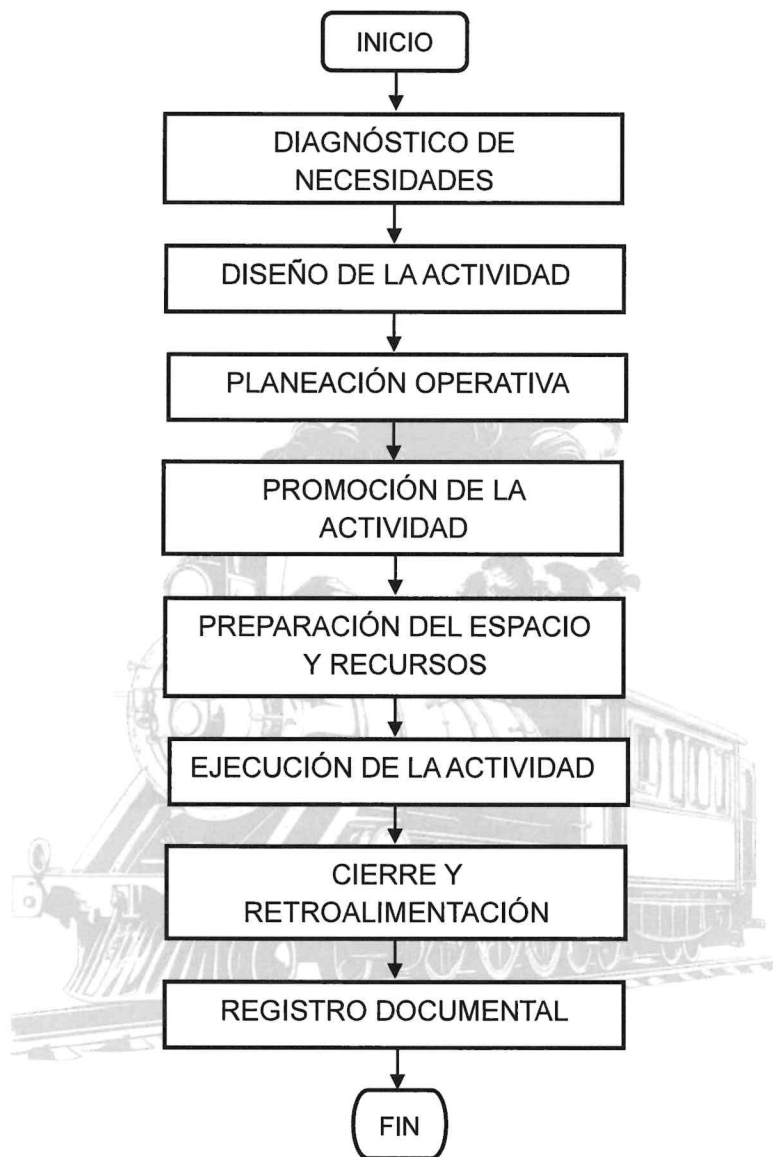 INICIO
DIAGNÓSTICO DE
NECESIDADES
DISEÑO DE LA ACTIVIDAD
PLANEACIÓN OPERATIVA
PROMOCIÓN DE LA
ACTIVIDAD
PREPARACIÓN DEL ESPACIO
Y RECURSOS
EJECUCIÓN DE LA ACTIVIDAD
CIERRE Y
RETROALIMENTACIÓN
REGISTRO DOCUMENTAL
FIN